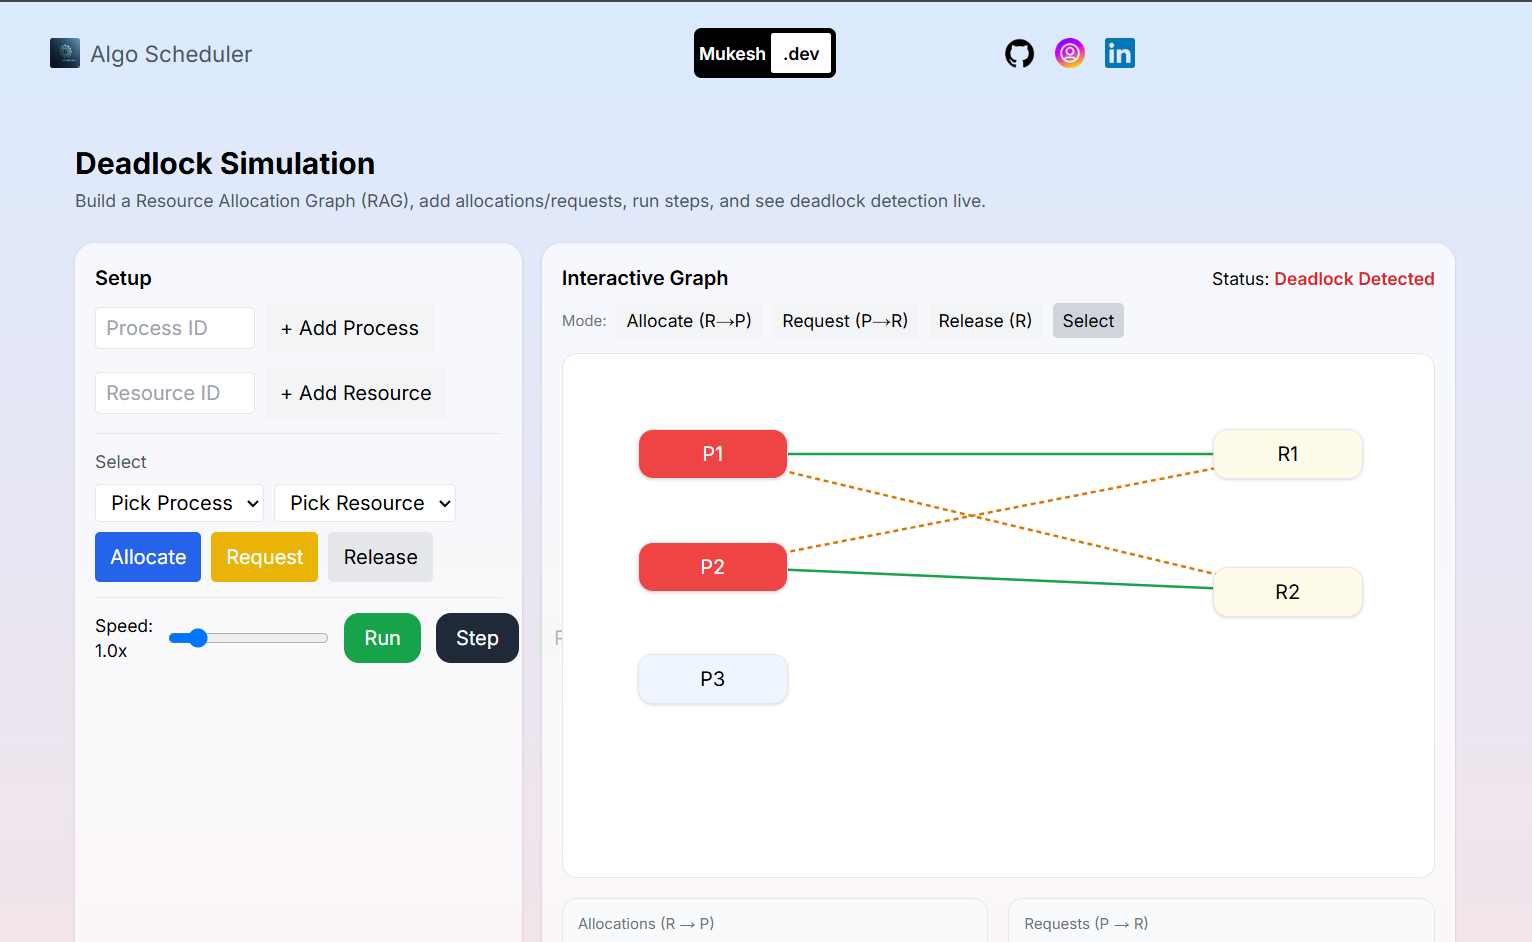 Algo Scheduler
Mukesh .dev
Deadlock Simulation
Build a Resource Allocation Graph (RAG), add allocations/requests, run steps, and see deadlock detection live.
Setup
Process ID
+ Add Process
Resource ID
+ Add Resource
Select
Pick Process
Pick Resource
Allocate
Request
Release
Speed:
1.0x
Run
Step
Interactive Graph
Status: Deadlock Detected
Mode:
Allocate (R→P)
Request (P→R)
Release (R)
Select
P1
R1
P2
R2
P3
Allocations (R → P)
Requests (P → R)